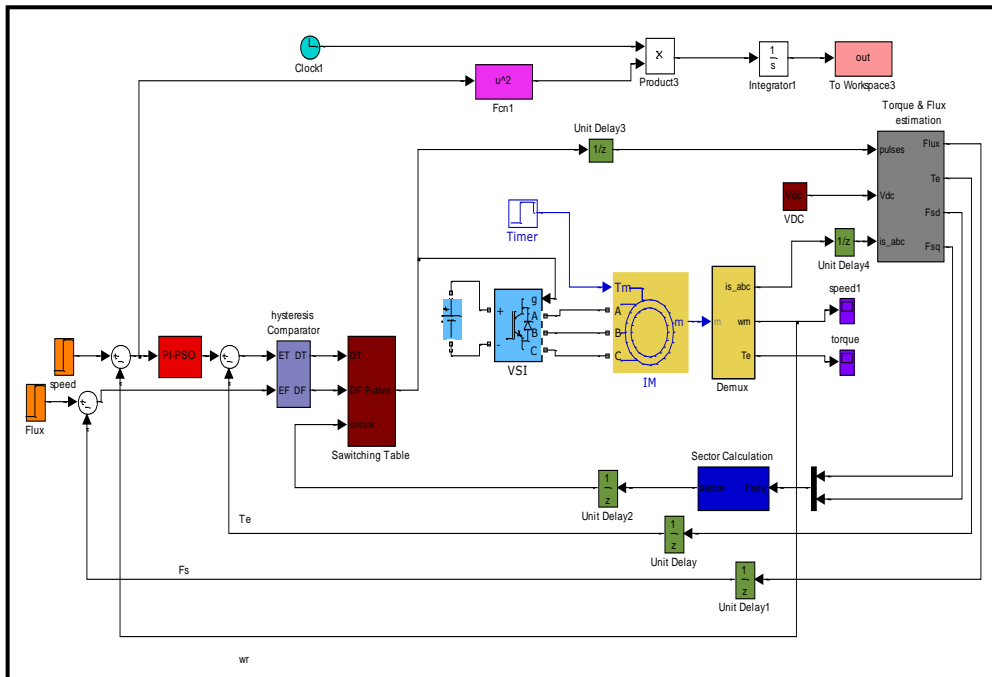 Clock1
u^2
Fcn1
x
Product3
1
s
Integrator1
out
To Workspace3
Torque & Flux
estimation
pulses
Vdc
is_abc
Flux
Te
Fsd
Fsq
Unit Delay3
1/z
Vdc
VDC
1/z
Unit Delay4
Timer
g
+
A
B
-
C
VSI
Tm
A
B
C
m
IM
m
is_abc
wm
Te
Demux
speed1
torque
hysteresis
Comparator
ET DT
EF DF
speed
Flux
PI-PSO
DT
DF Pulses
sector
Sawitching Table
Sector Calculation
sector
1
z
Unit Delay2
Te
1
z
Unit Delay
Fs
1
z
Unit Delay1
wr